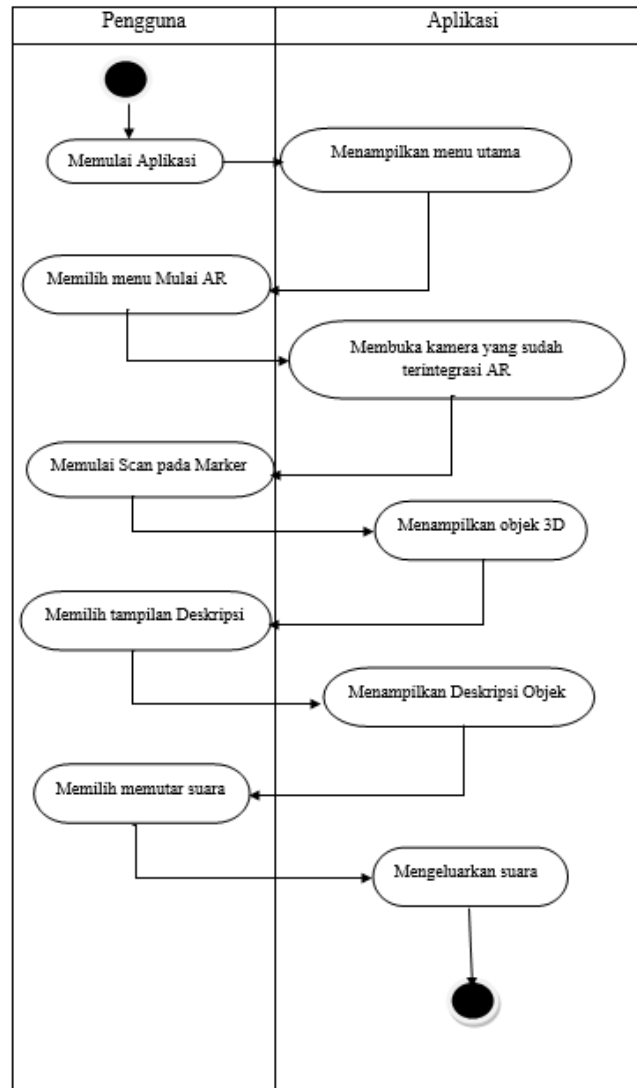 Pengguna
Aplikasi
Memulai Aplikasi
Menampilkan menu utama
Memilih menu Mulai AR
Membuka kamera yang sudah
terintegrasi AR
Memulai Scan pada Marker
Menampilkan objek 3D
Memilih tampilan Deskripsi
Menampilkan Deskripsi Objek
Memilih memutar suara
Mengeluarkan suara